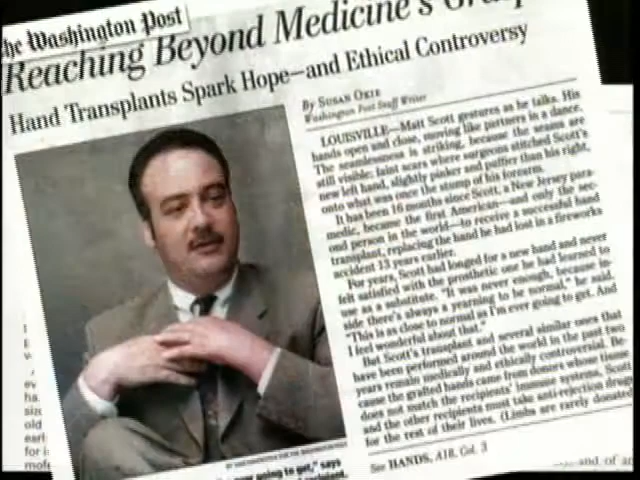 The Washington Post
Reaching Beyond Medicine's
Hand Transplants Spark Hope—and Ethical Controversy
By SUSAN OKIE
Washington Post Staff Writer
LOUISVILLE—Matt Scott gestures as he talks. His
hands open and close, moving like partners in a dance.
The seamlessness is striking, because the seams are
still visible: faint scars where surgeons stitched Scott's
new left hand, slightly pinker and puffier than his right,
onto what was once the stump of his forearm.
It has been 16 months since Scott, a New Jersey para-
medic, became the first American—and only the sec-
ond person in the world—to receive a successful hand
transplant, replacing the hand he had lost in a fireworks
accident 13 years earlier.
For years, Scott had longed for a new hand and never
felt satisfied with the prosthetic one he had learned to
use as a substitute. "It was never enough, because in-
side there's always a yearning to be normal," he said.
"This is as close to normal as I'm ever going to get. And
I feel wonderful about that."
But Scott's transplant and several similar ones that
have been performed around the world in the past two
years remain medically and ethically controversial. Be-
cause the grafted hands came from donors whose tissue
does not match the recipients' immune systems, Scott
and the other recipients must take anti-rejection drugs
for the rest of their lives. (Limbs are rarely donated
See HANDS, A18, Col. 3
going to get," says
and of